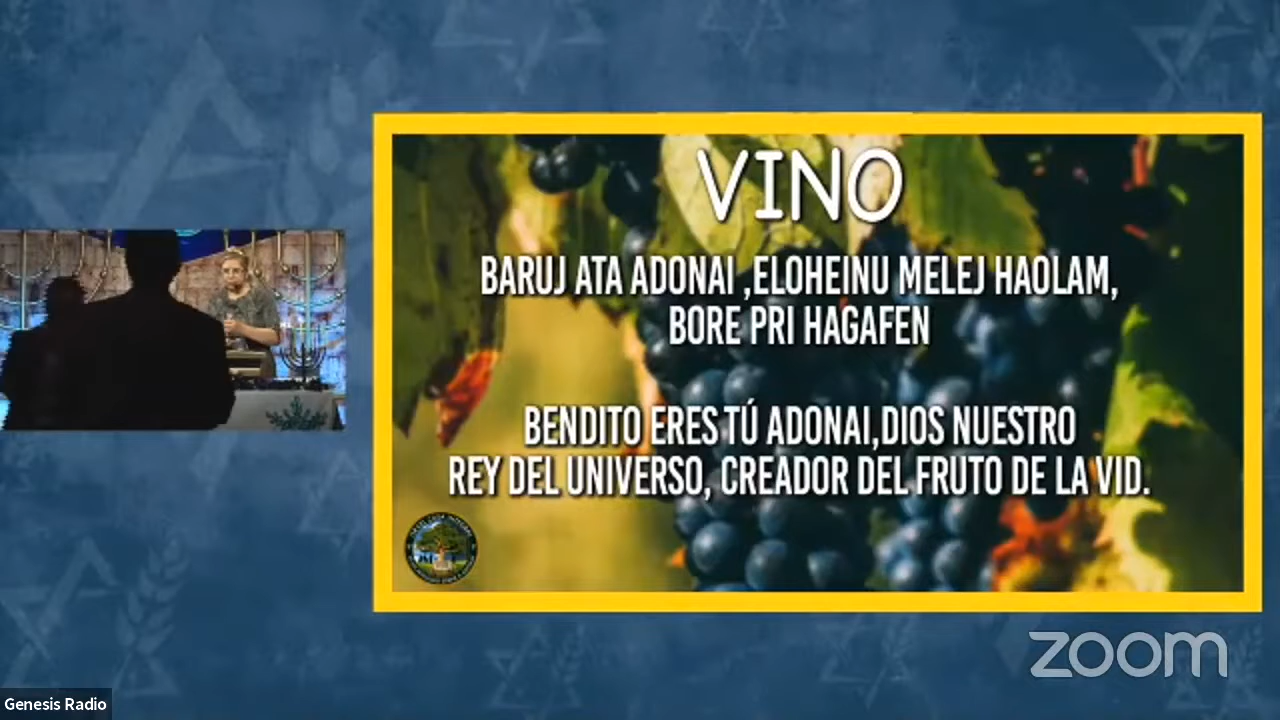 VINO
BARUJ ATA ADONAI ,ELOHEINU MELEJ HAOLAM,
BORE PRI HAGAFEN
BENDITO ERES TÚ ADONAI,DIOS NUESTRO
REY DEL UNIVERSO, CREADOR DEL FRUTO DE LA VID.
zoom
Genesis Radio